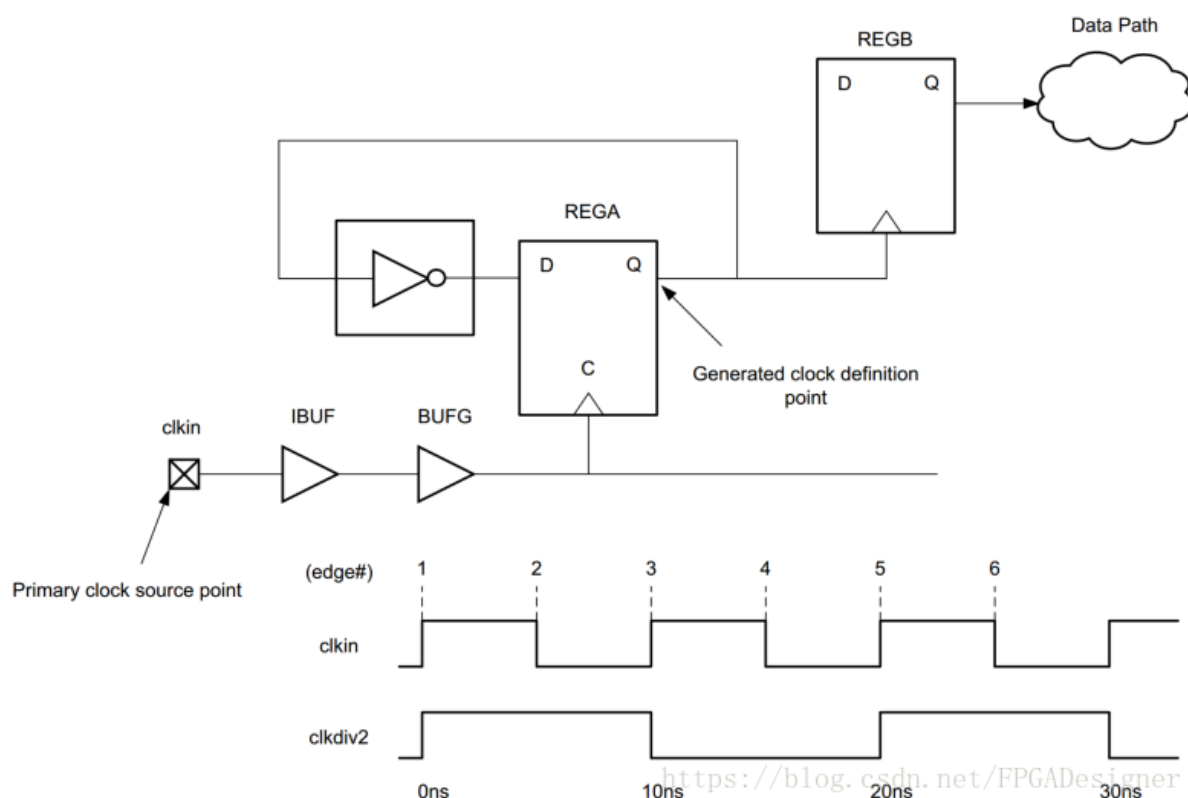 Data Path
REGB
D Q
REGA
D Q
C
Generated clock definition
point
IBUF BUFG
clkin
Primary clock source point
(edge#) 1 2 3 4 5 6
clkin
clkdiv2
https://blog.csdn.net/FPGADesigner
0ns 10ns 20ns 30ns